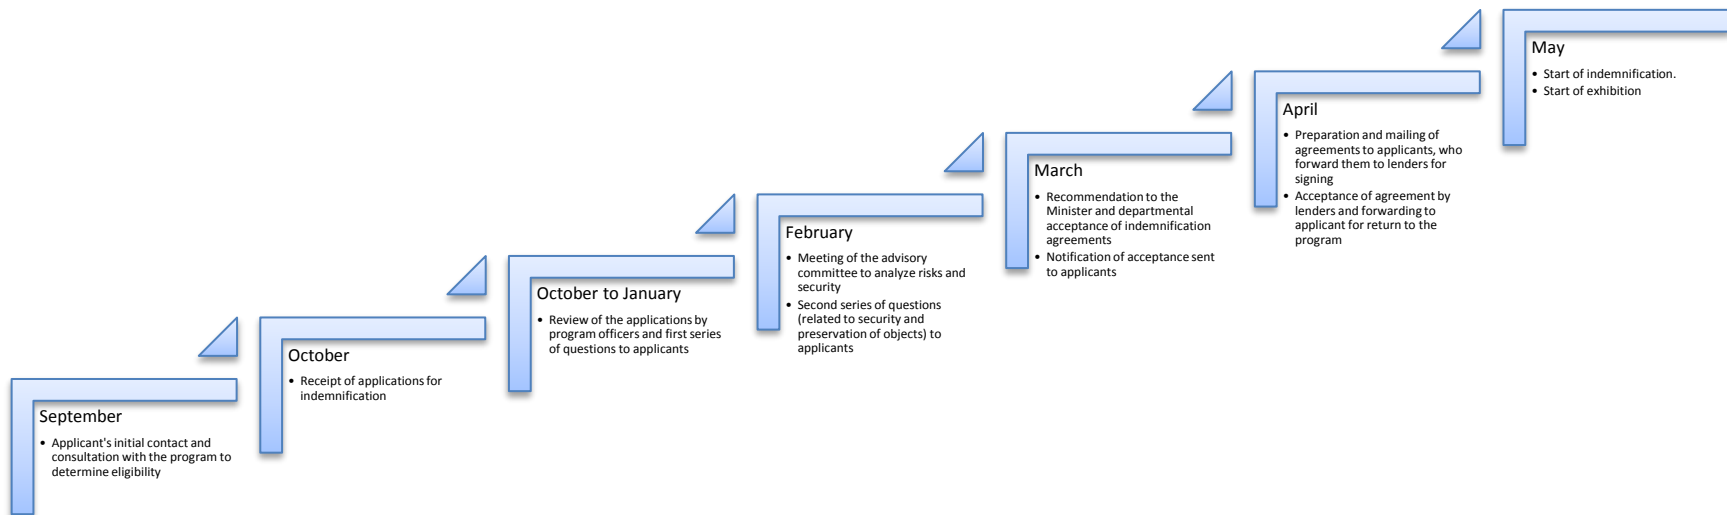 September
• Applicant's initial contact and
consultation with the program to
determine eligibility
October
• Receipt of applications for
indemnification
October to January
• Review of the applications by
program officers and first series
of questions to applicants
February
• Meeting of the advisory
committee to analyze risks and
security
• Second series of questions
(related to security and
preservation of objects) to
applicants
March
• Recommendation to the
Minister and departmental
acceptance of indemnification
agreements
• Notification of acceptance sent
to applicants
April
• Preparation and mailing of
agreements to applicants, who
forward them to lenders for
signing
• Acceptance of agreement by
lenders and forwarding to
applicant for return to the
program
May
• Start of indemnification.
• Start of exhibition